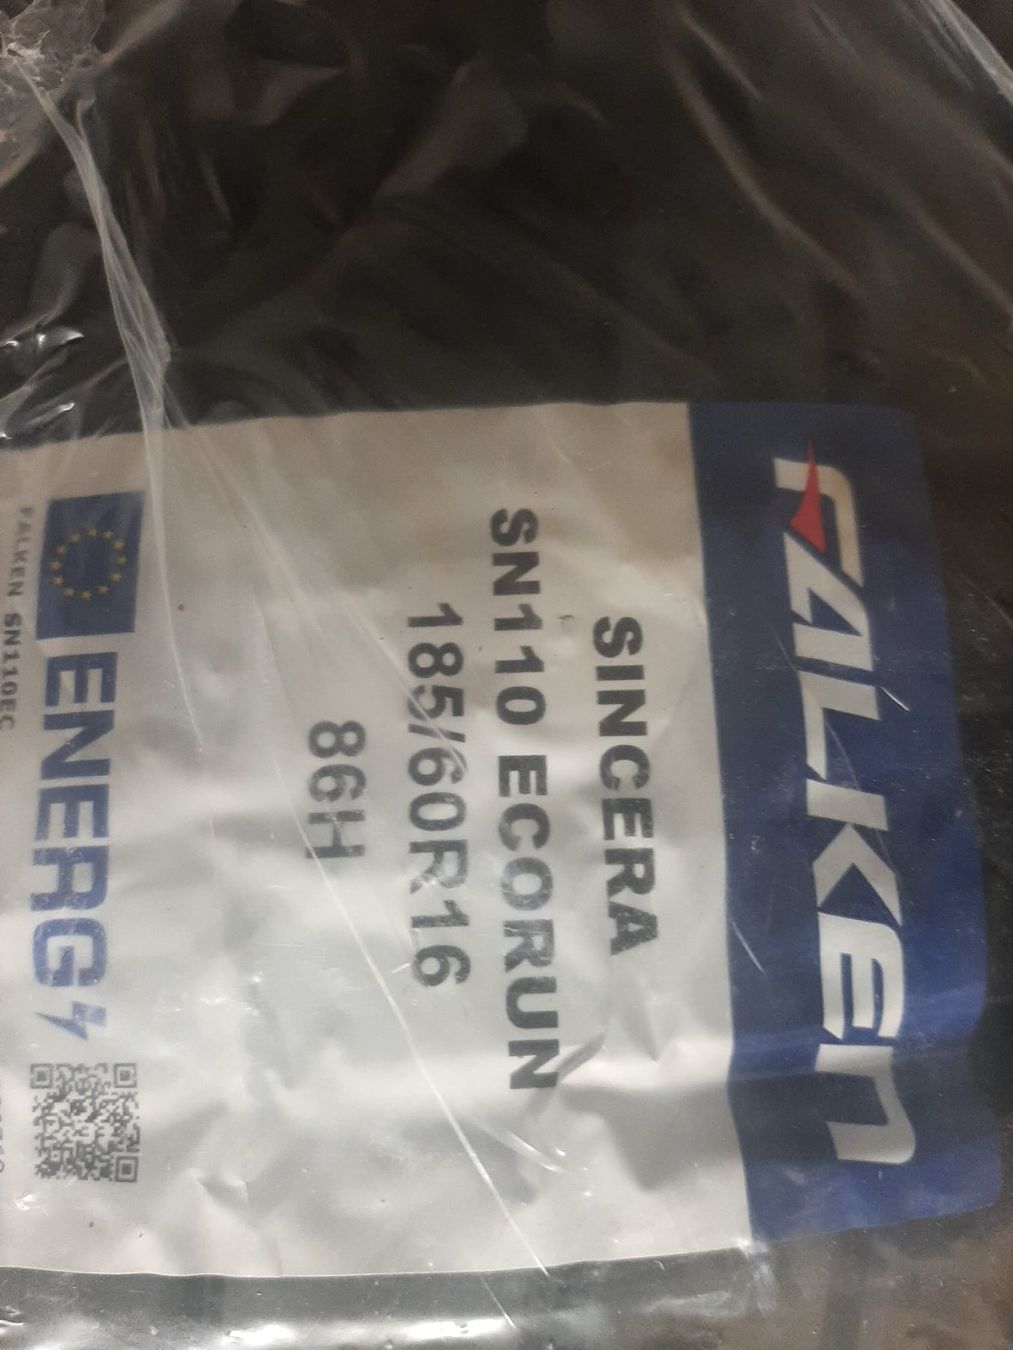 FALKEN
SINCERA
SN110 ECORUN
185/60R16
86H
ENERG
FALKEN SN110EC